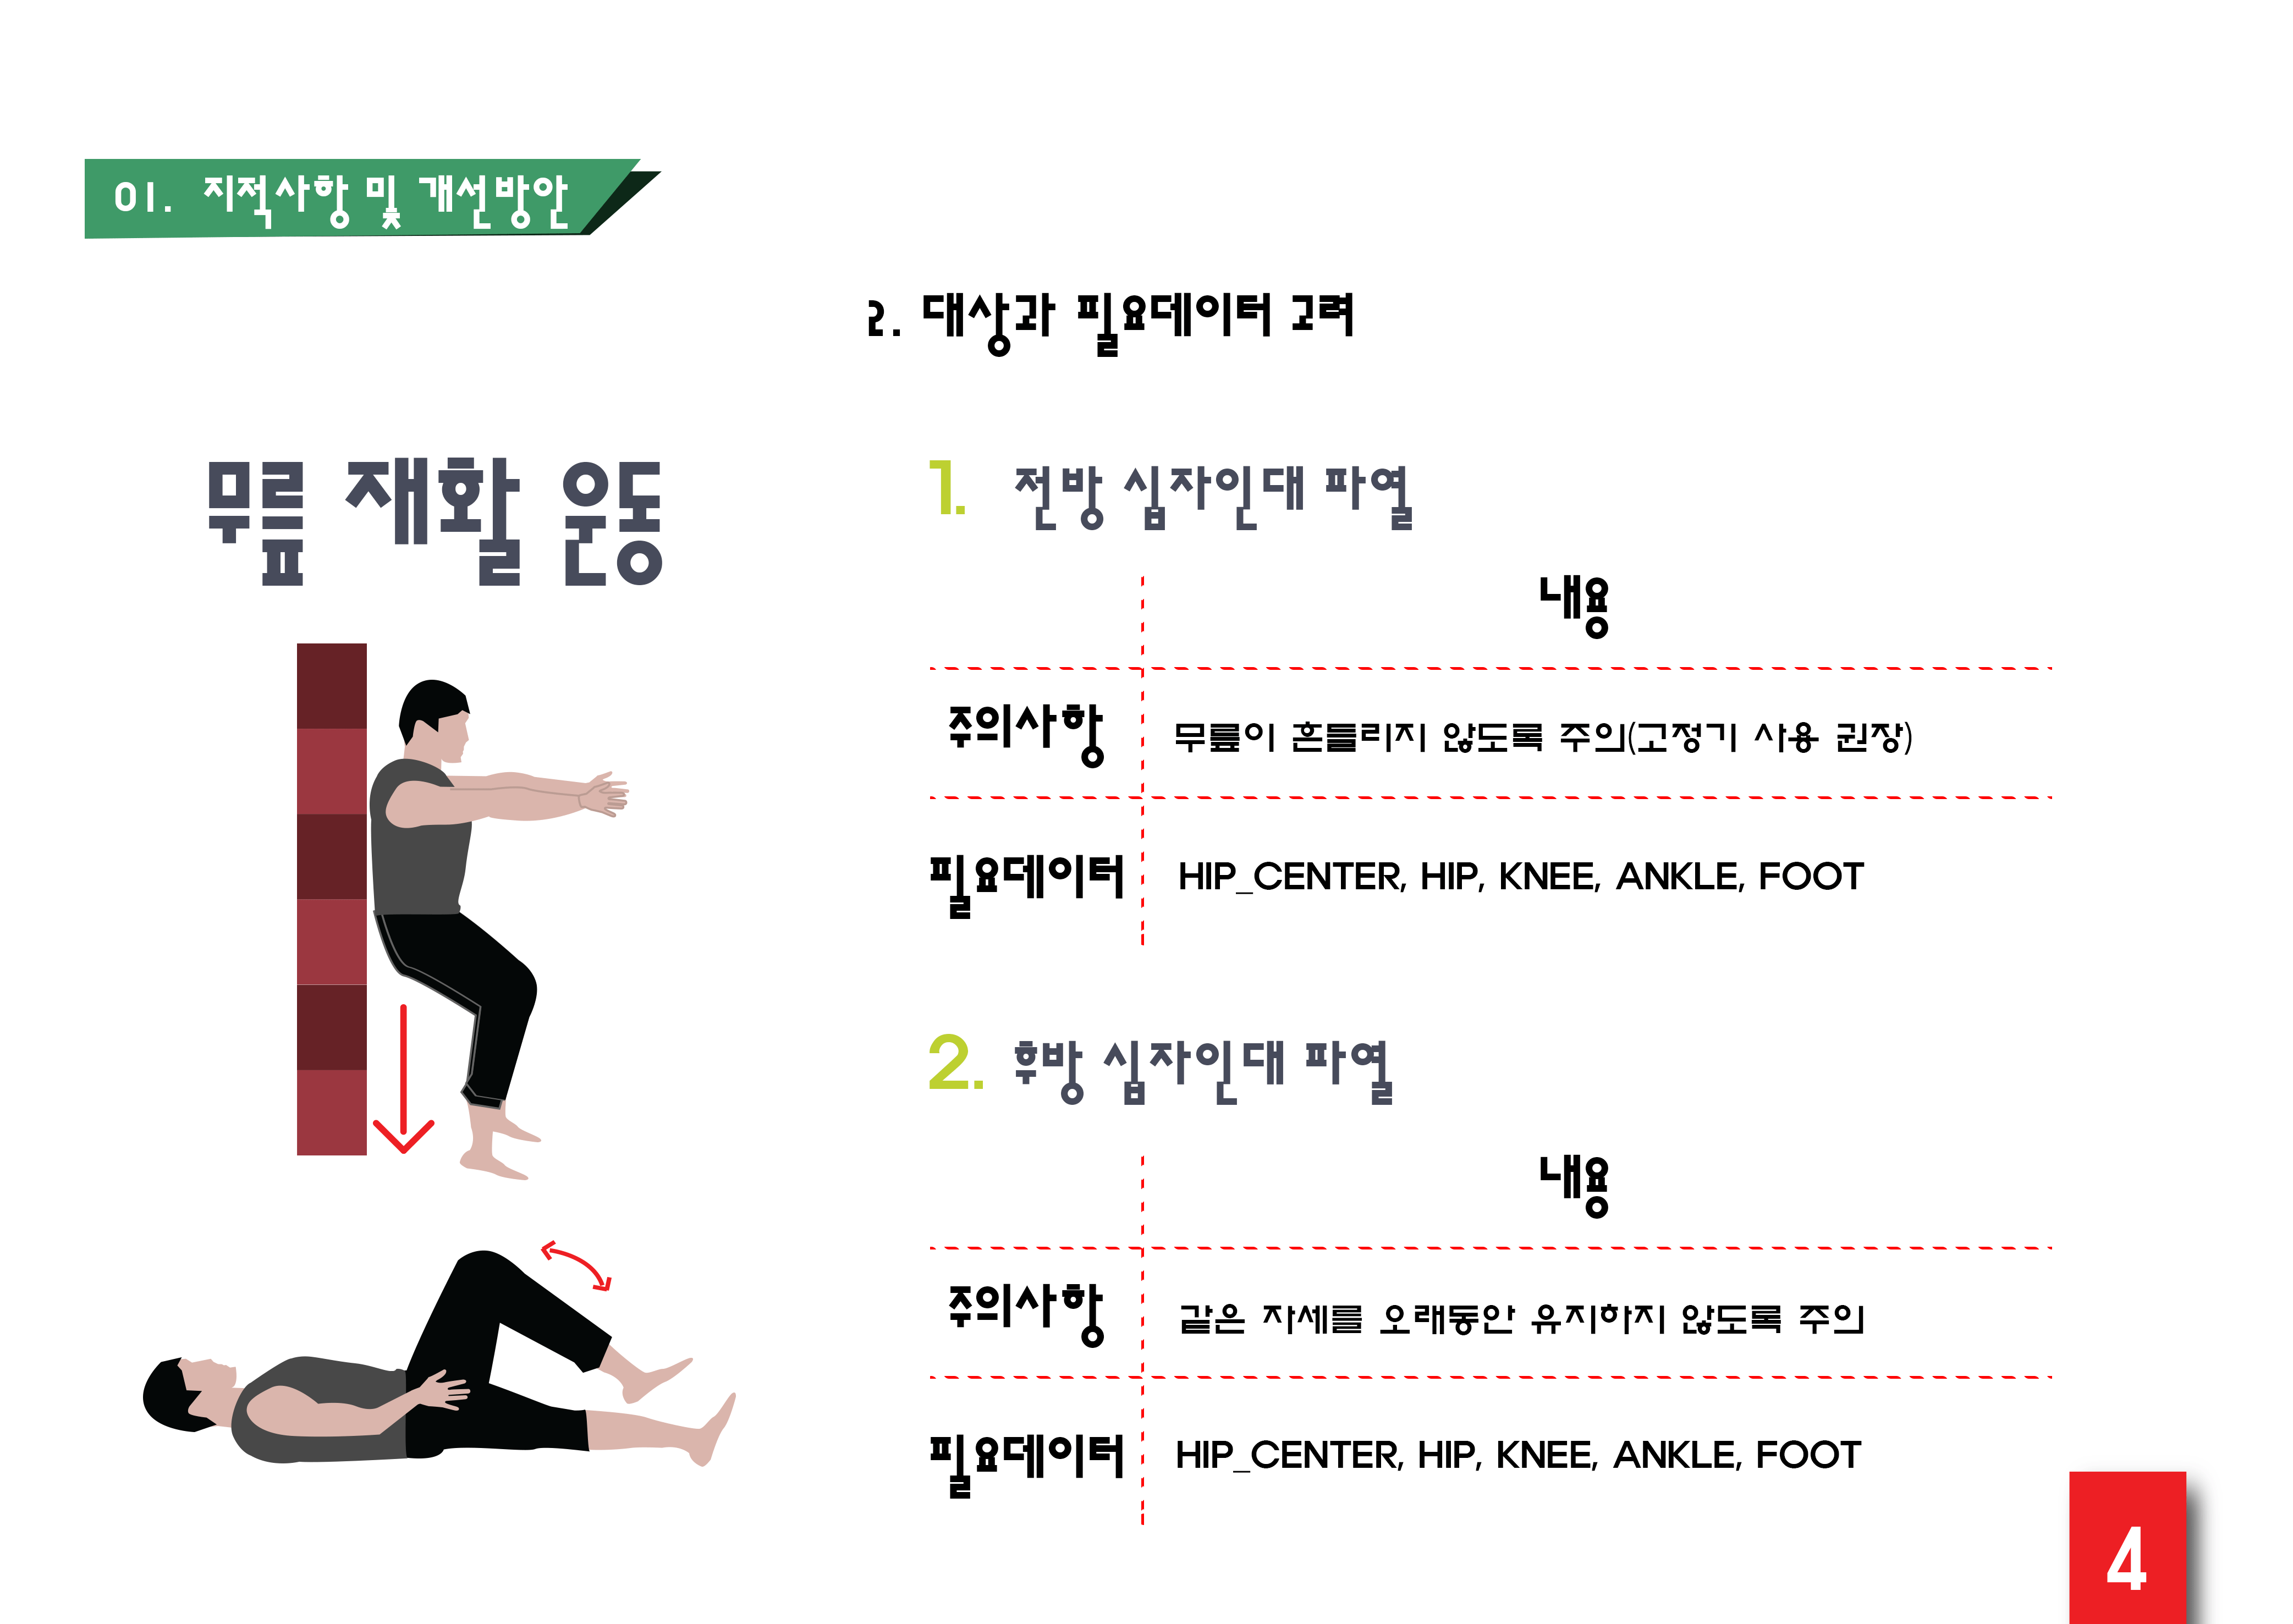 01. 지적사항 및 개선방안
2. 대상과 필요데이터 고려
무릎 재활 운동
1. 전방 십자인대 파열
내용
주의사항 무릎이 흔들리지 않도록 주의(고정기 사용 권장)
필요데이터 HIP_CENTER, HIP, KNEE, ANKLE, FOOT
2. 후방 십자인대 파열
내용
주의사항 같은 자세를 오래동안 유지하지 않도록 주의
필요데이터 HIP_CENTER, HIP, KNEE, ANKLE, FOOT
4